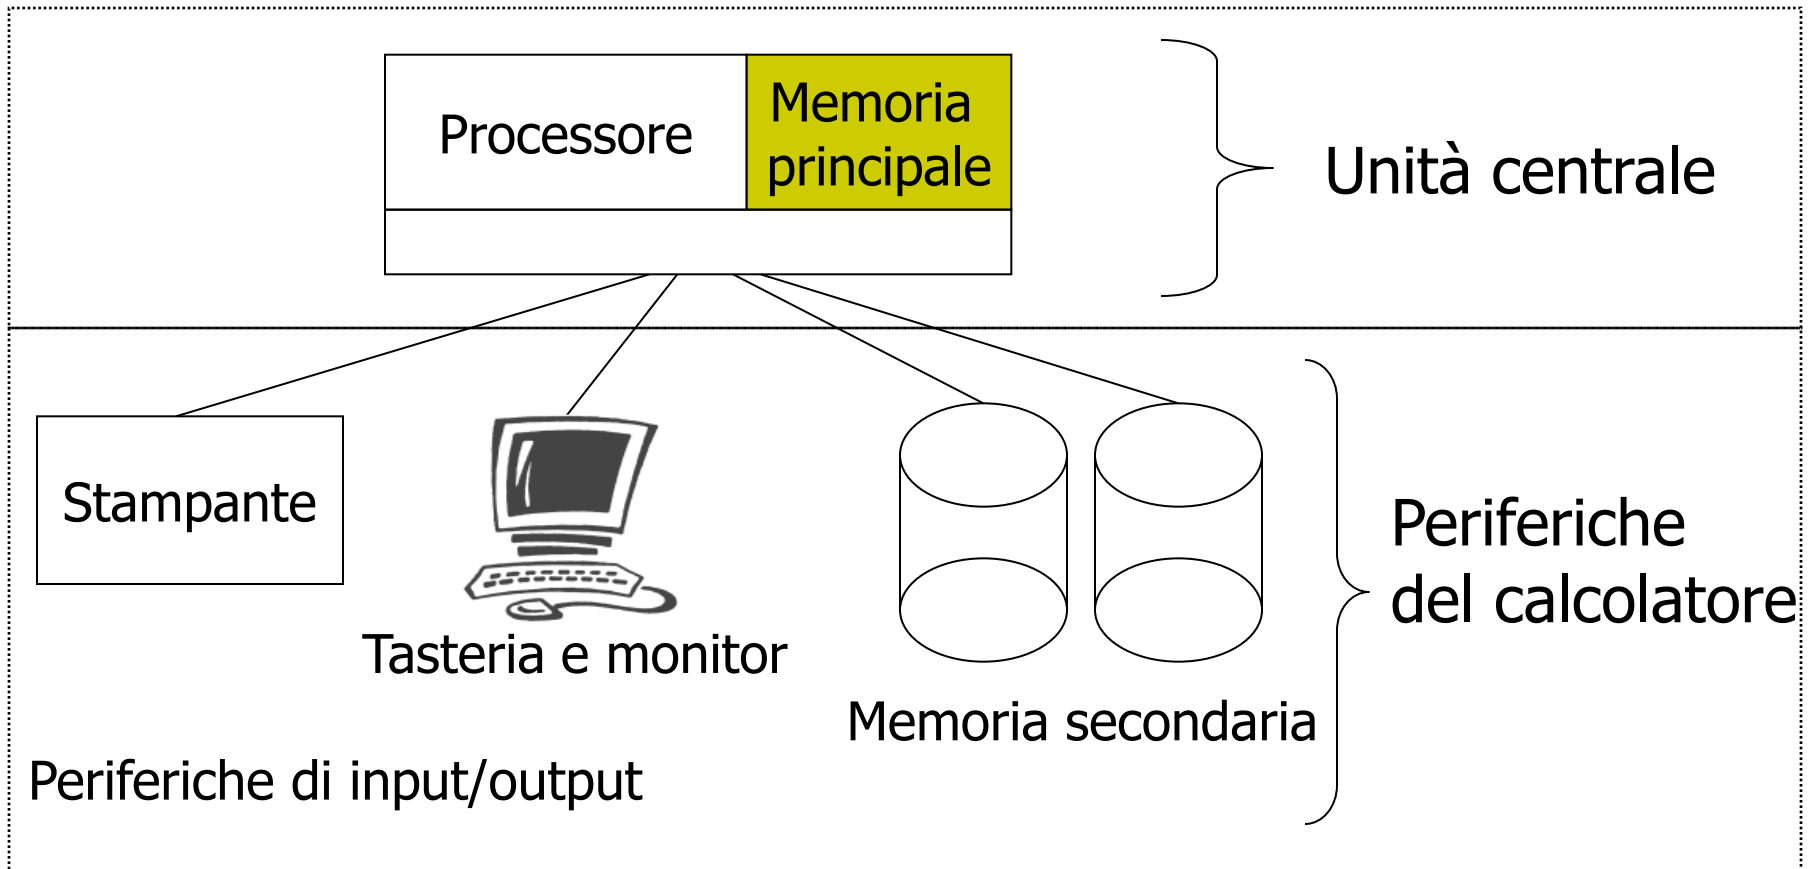 Processore
Memoria
principale
Unità centrale
Stampante
Tasteria e monitor
Memoria secondaria
Periferiche
del calcolatore
Periferiche di input/output